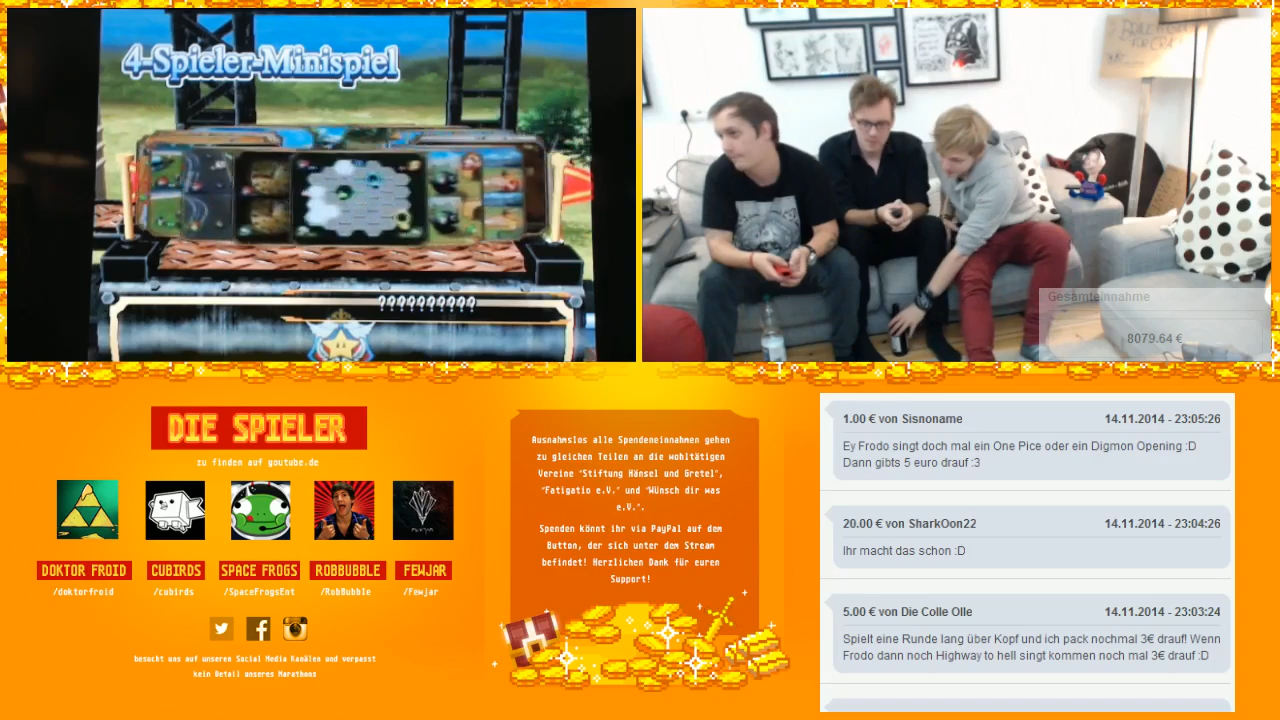 4-Spieler-Minispiel
??????????
Gesamteinnahme
8079.64 €
DIE SPIELER
zu finden auf youtube.de
DOKTOR FROID
CUBIRDS
SPACE FROGS
ROBBUBBLE
FEWJAR
/doktorfroid
/cubirds
/SpaceFrogsEnt
/RobBubble
/Fewjar
besucht uns auf unseren Social Media Kanälen und verpasst
kein Detail unseres Marathons
Ausnahmslos alle Spendeneinnahmen gehen
zu gleichen Teilen an die wohltätigen
Vereine "Stiftung Hänsel und Gretel",
"Fatigatio e.V." und "Wünsch dir was
e.V.".
Spenden könnt ihr via PayPal auf dem
Button, der sich unter dem Stream
befindet! Herzlichen Dank für euren
Support!
1.00 € von Sisnoname 14.11.2014 - 23:05:26
Ey Frodo singt doch mal ein One Pice oder ein Digmon Opening :D
Dann gibts 5 euro drauf :3
20.00 € von SharkOon22 14.11.2014 - 23:04:26
Ihr macht das schon :D
5.00 € von Die Colle Olle 14.11.2014 - 23:03:24
Spielt eine Runde lang über Kopf und ich pack nochmal 3€ drauf! Wenn
Frodo dann noch Highway to hell singt kommen noch mal 3€ drauf :D